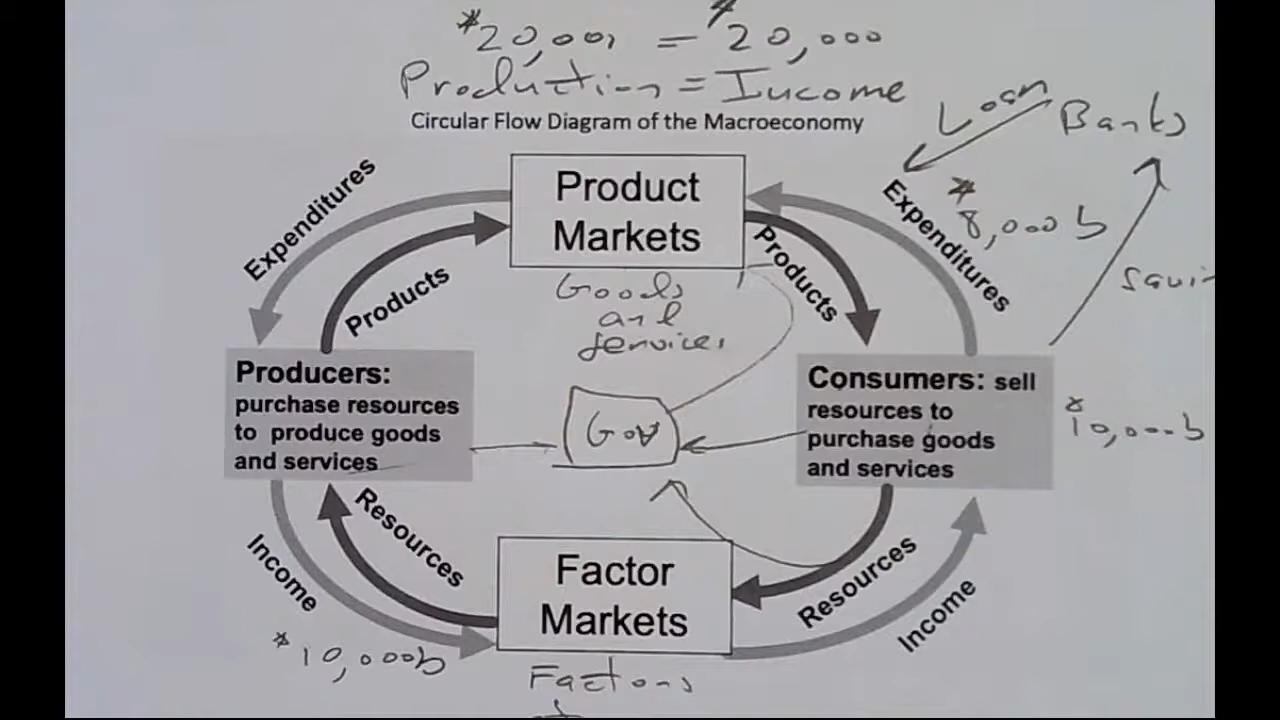 $20,000 = $20,000
Production = Income
Circular Flow Diagram of the Macroeconomy
Loan
Banks
Expenditures
Products
Product
Markets
Products
Expenditures
$8,000 b
Goods
and
services
Producers:
purchase resources
to produce goods
and services
Gov
Consumers: sell
resources to
purchase goods
and services
$10,000 b
Income
Resources
Factor
Markets
Resources
Income
$10,000 b
Factors